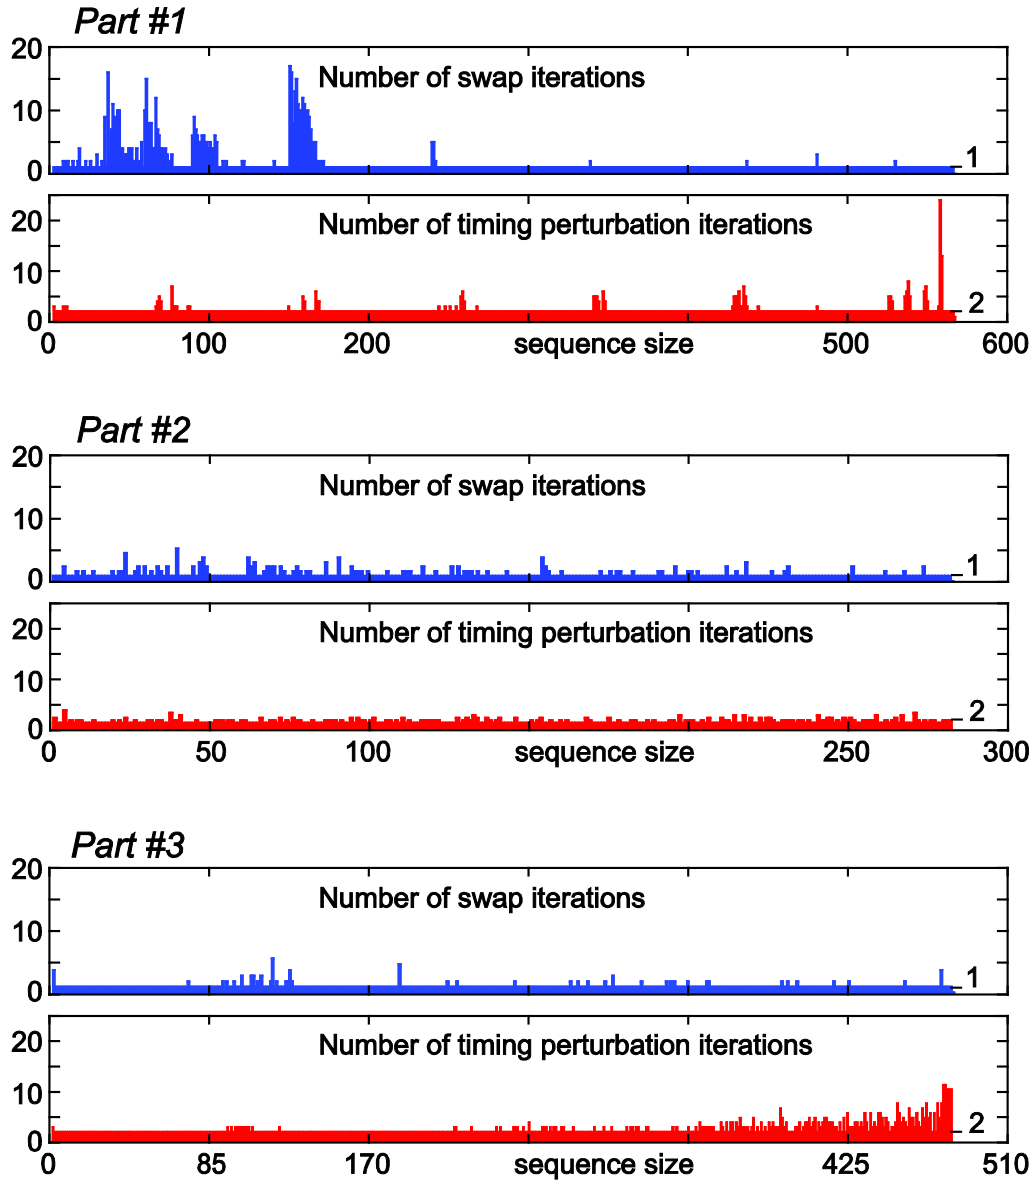 Part #1
20
Number of swap iterations
10
0
1
20
Number of timing perturbation iterations
10
0
2
0 100 200 sequence size 500 600
Part #2
20
Number of swap iterations
10
0
1
20
Number of timing perturbation iterations
10
0
2
0 50 100 sequence size 250 300
Part #3
20
Number of swap iterations
10
0
1
20
Number of timing perturbation iterations
10
0
2
0 85 170 sequence size 425 510